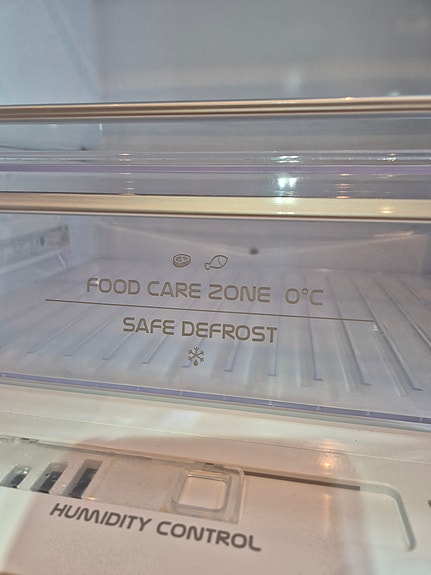 FOOD CARE ZONE 0°C
SAFE DEFROST
HUMIDITY CONTROL